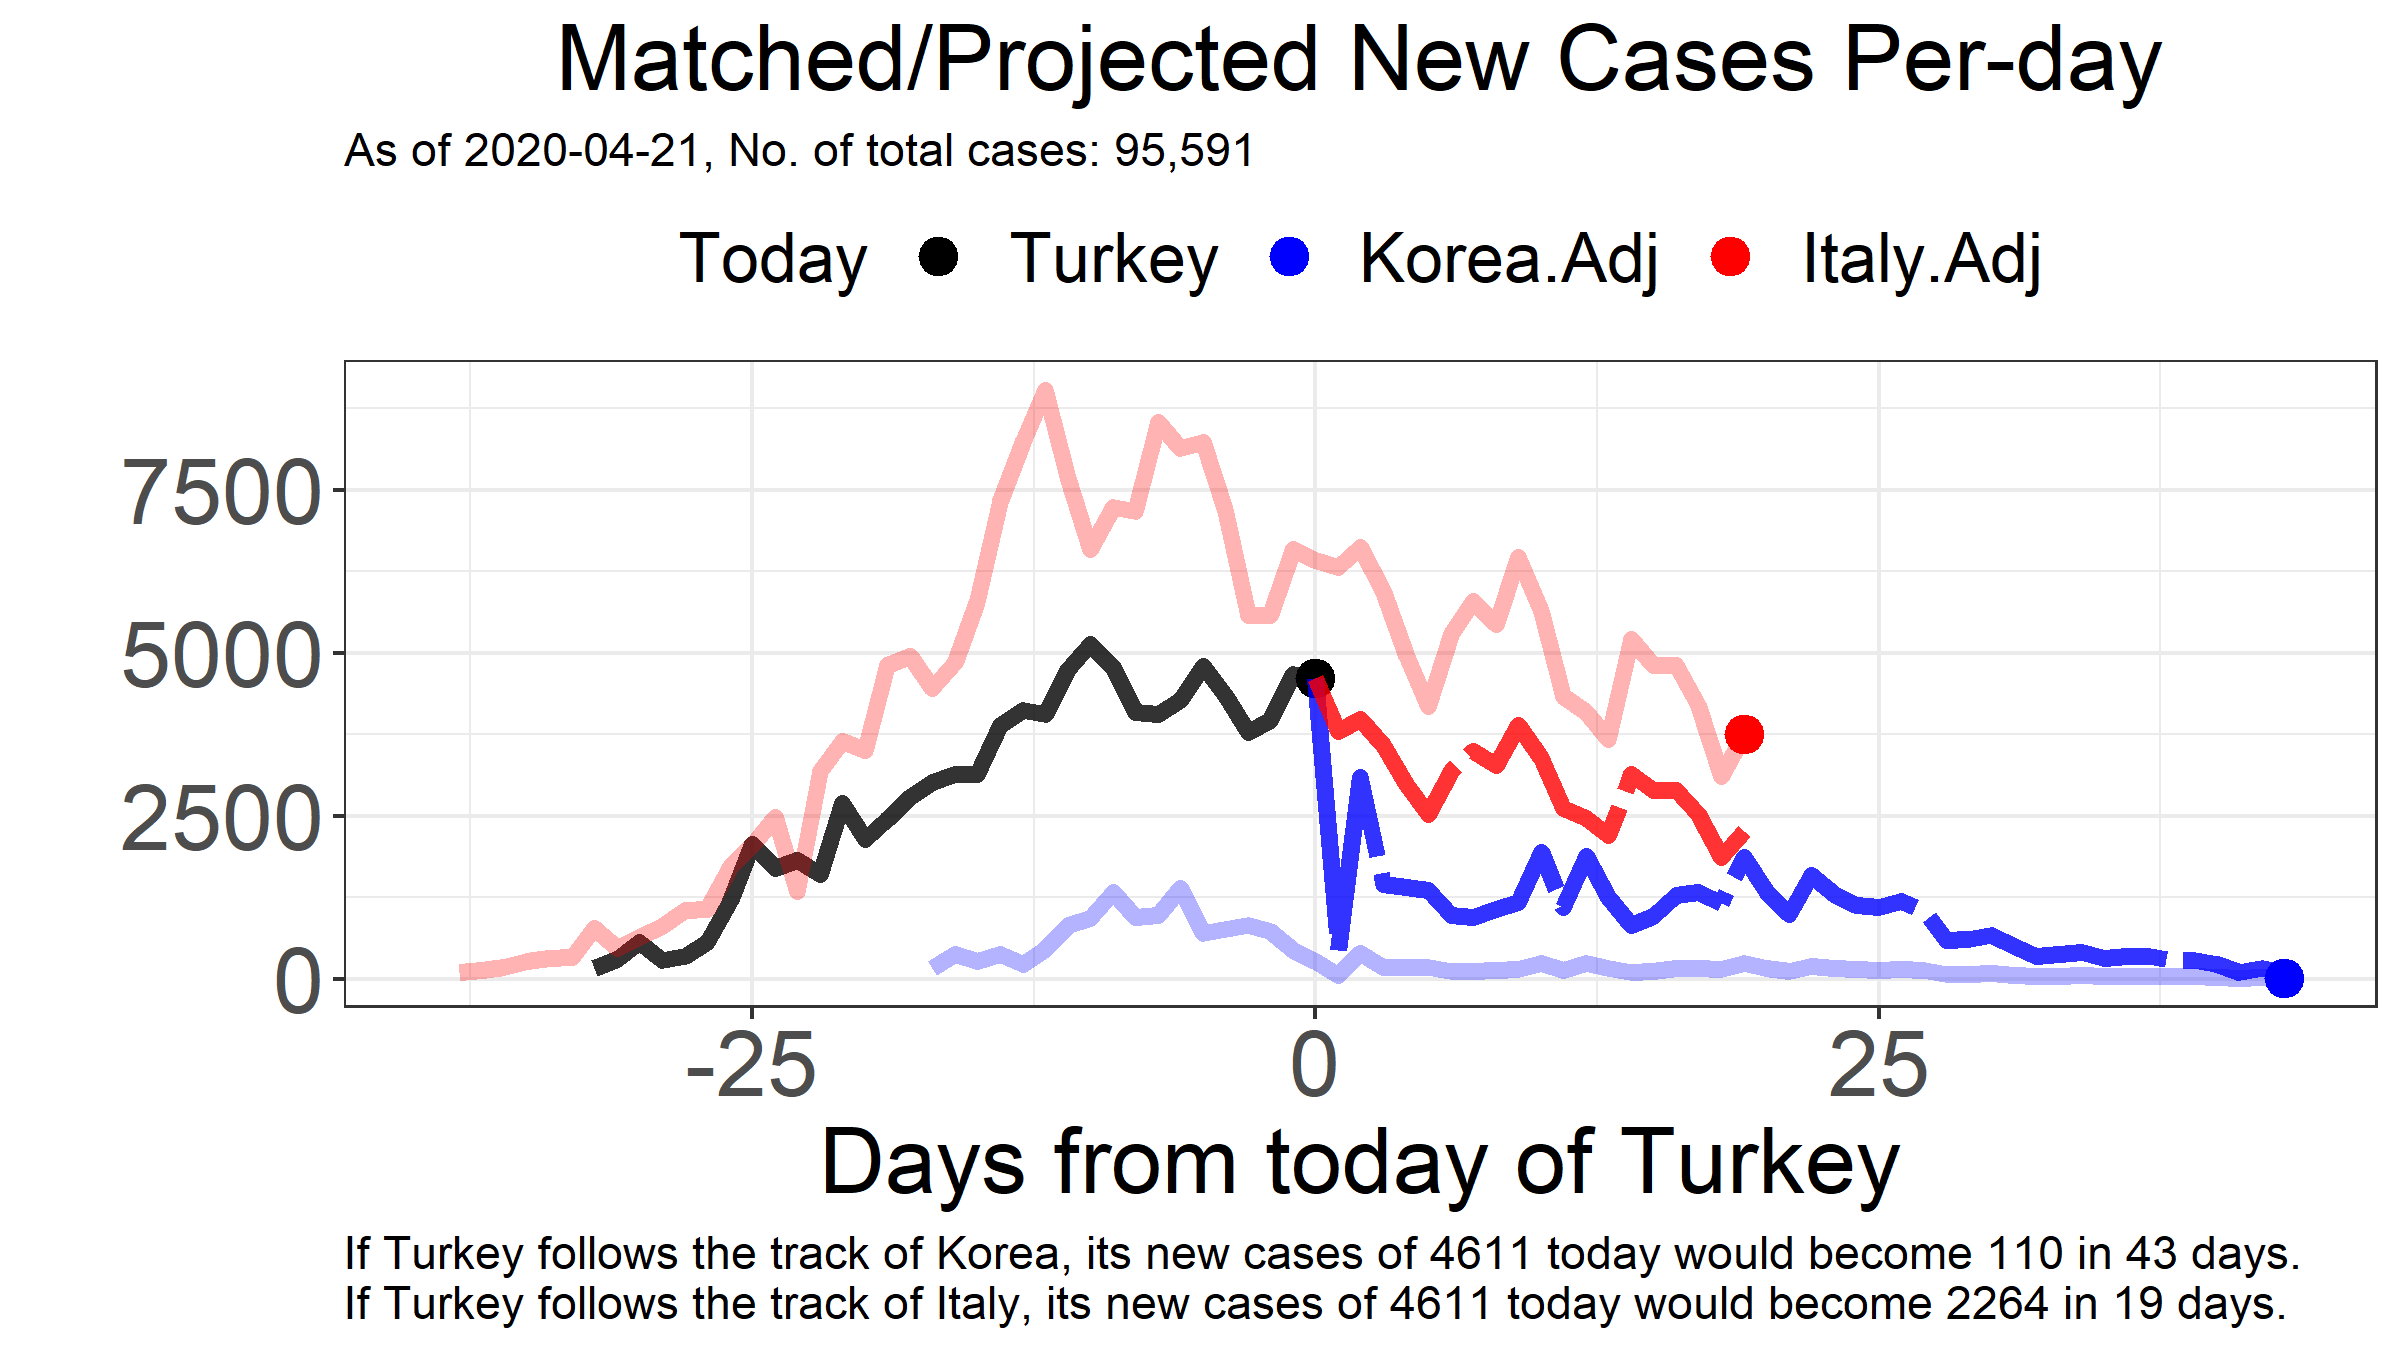 Matched/Projected New Cases Per-day
As of 2020-04-21, No. of total cases: 95,591
Today Turkey Korea.Adj Italy.Adj
7500
5000
2500
0
-25 0 25
Days from today of Turkey
If Turkey follows the track of Korea, its new cases of 4611 today would become 110 in 43 days.
If Turkey follows the track of Italy, its new cases of 4611 today would become 2264 in 19 days.